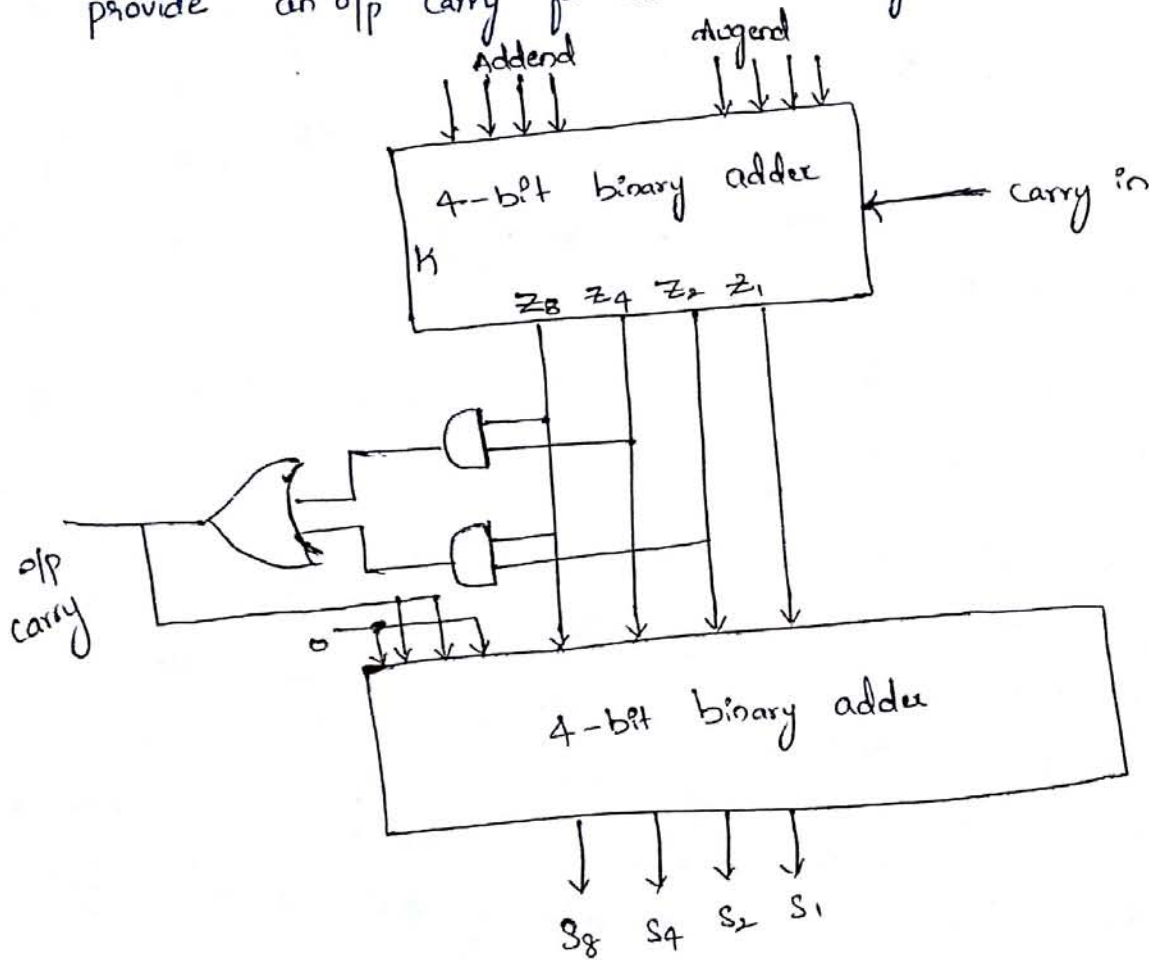 provide an o/p carry
Addend Augend
4-bit binary adder
carry in
K
Z8 Z4 Z2 Z1
o/p
carry
0
4-bit binary adder
S8 S4 S2 S1